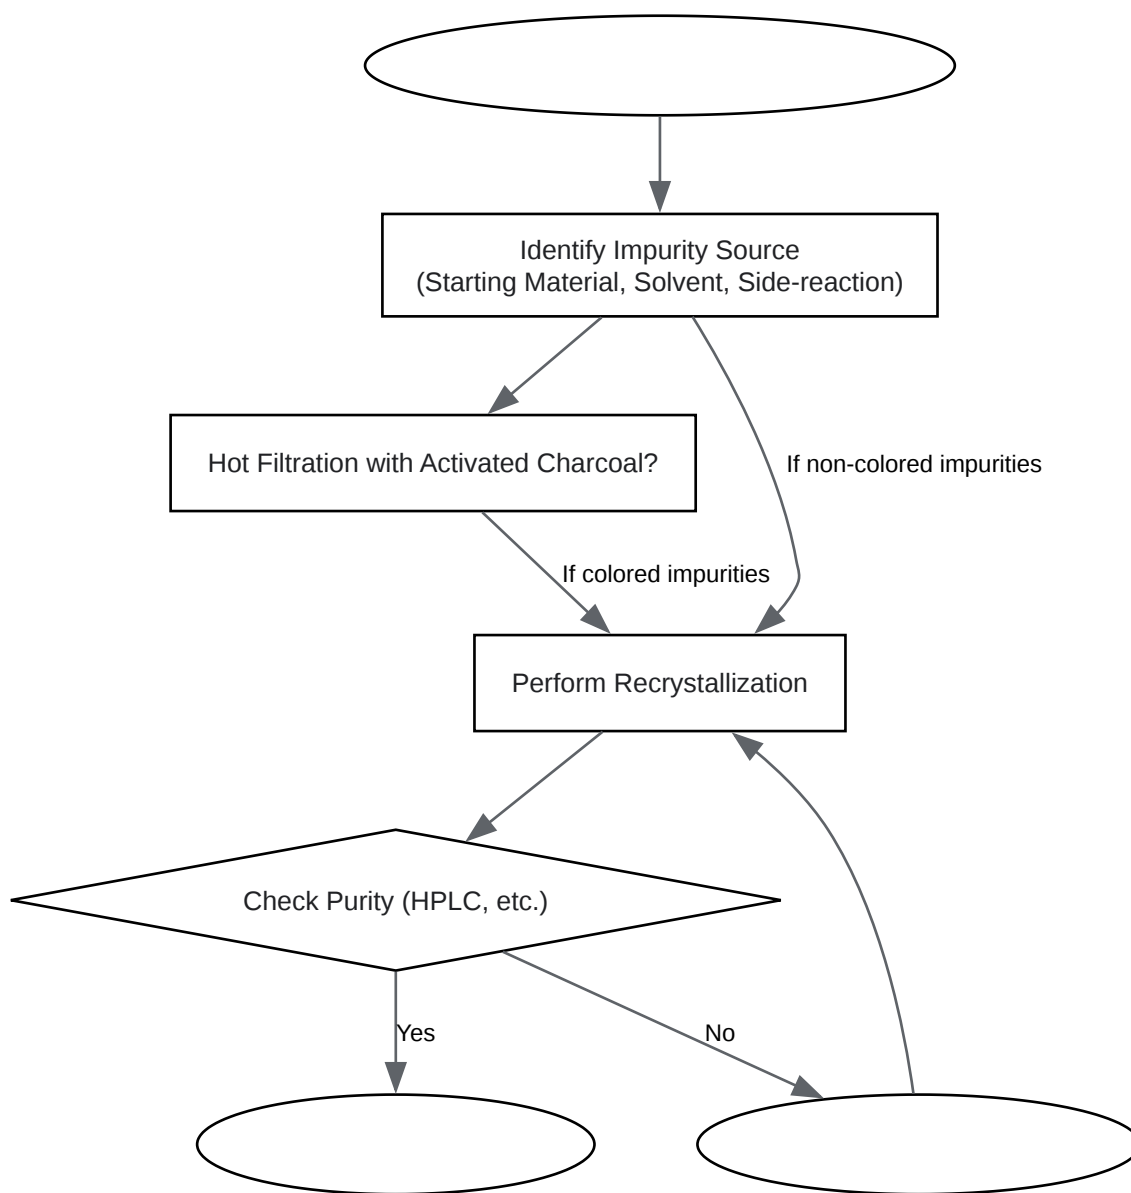 Identify Impurity Source
(Starting Material, Solvent, Side-reaction)
Hot Filtration with Activated Charcoal?
If non-colored impurities
If colored impurities
Perform Recrystallization
Check Purity (HPLC, etc.)
Yes
No